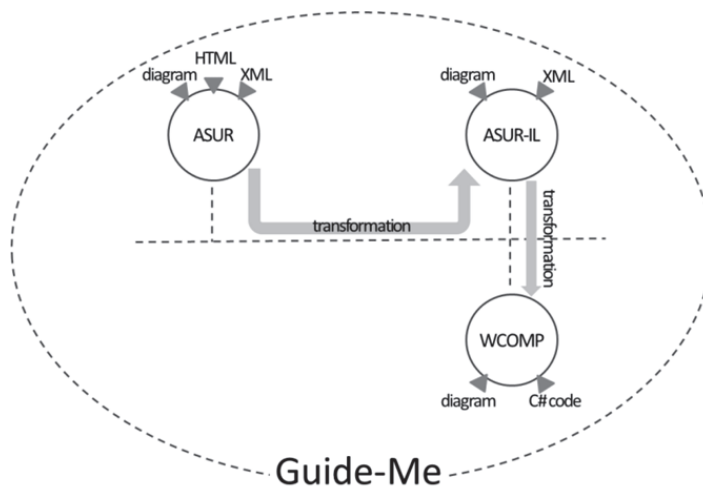 HTML
diagram
XML
diagram
XML
ASUR
ASUR-IL
transformation
transformation
WCOMP
diagram
C# code
Guide-Me